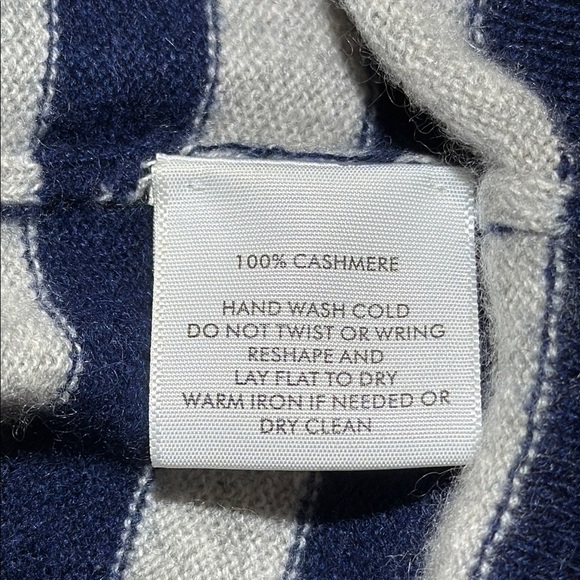 100% CASHMERE
HAND WASH COLD
DO NOT TWIST OR WRING
RESHAPE AND
LAY FLAT TO DRY
WARM IRON IF NEEDED OR
DRY CLEAN